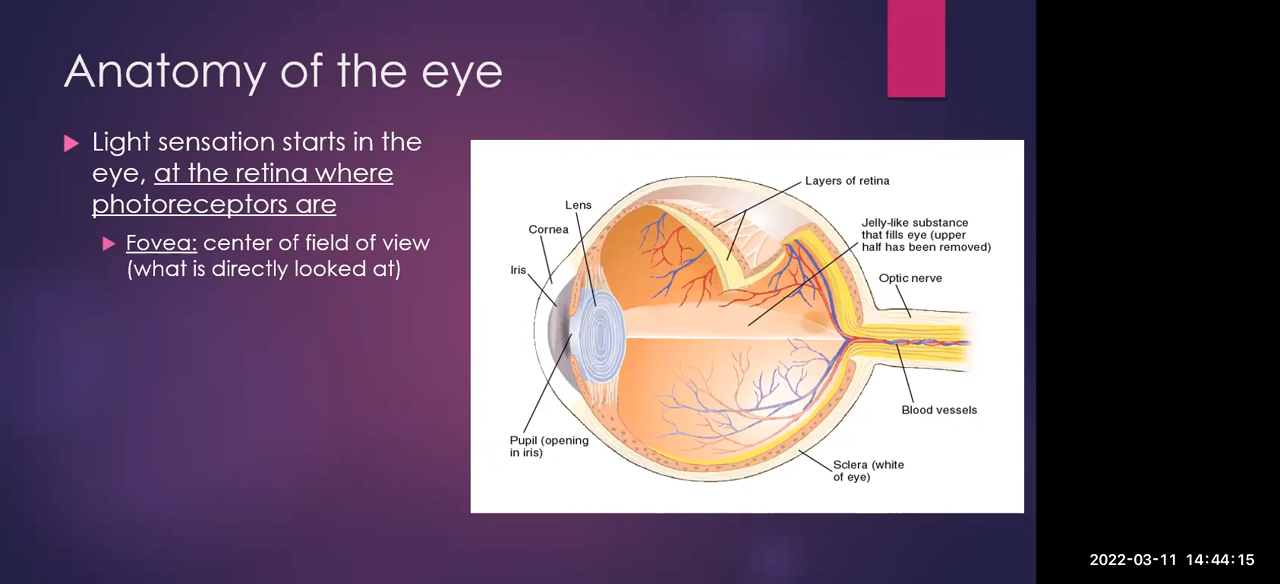 Anatomy of the eye
Light sensation starts in the
eye, at the retina where
photoreceptors are
Fovea: center of field of view
(what is directly looked at)
Layers of retina
Lens
Jelly-like substance
that fills eye (upper
half has been removed)
Cornea
Iris
Optic nerve
Blood vessels
Pupil (opening
in iris)
Sclera (white
of eye)
2022-03-11 14:44:15